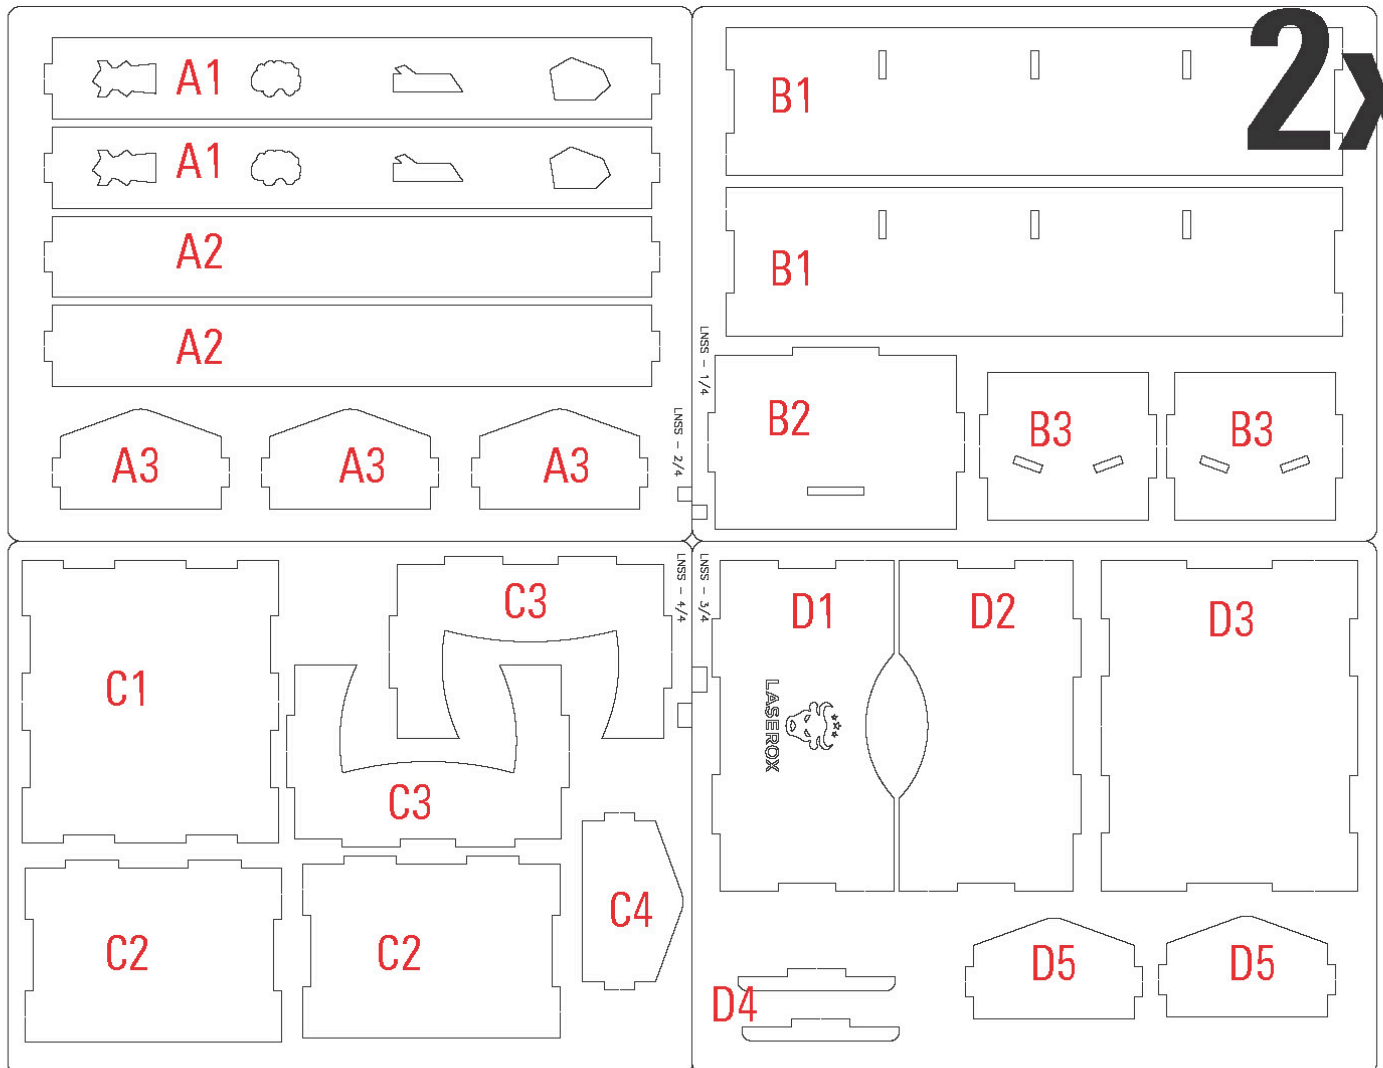 A1
A1
A2
A2
A3
A3
A3
LNSS - 2/4
2x
B1
B1
LNSS - 1/4
B2
B3
B3
C1
C3
C3
C2
C2
C4
LNSS - 4/4
LNSS - 3/4
D1
D2
D3
LASEROX
D4
D5
D5